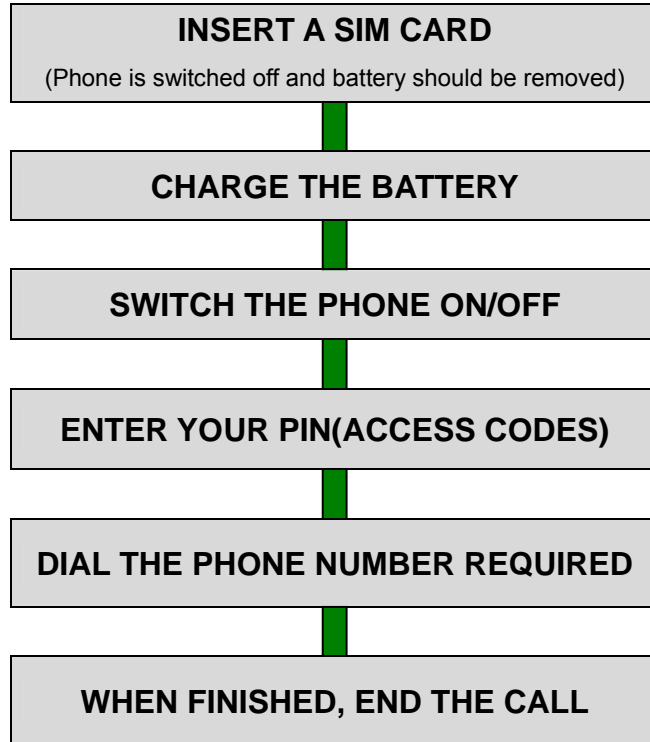 INSERT A SIM CARD
(Phone is switched off and battery should be removed)
CHARGE THE BATTERY
SWITCH THE PHONE ON/OFF
ENTER YOUR PIN(ACCESS CODES)
DIAL THE PHONE NUMBER REQUIRED
WHEN FINISHED, END THE CALL